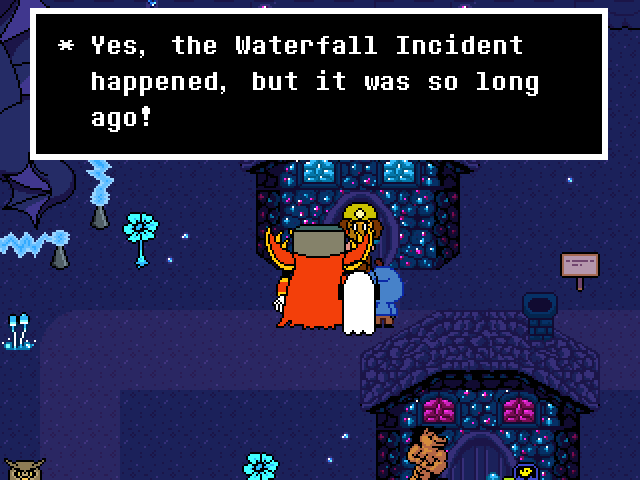 * Yes, the Waterfall Incident
happened, but it was so long
ago!